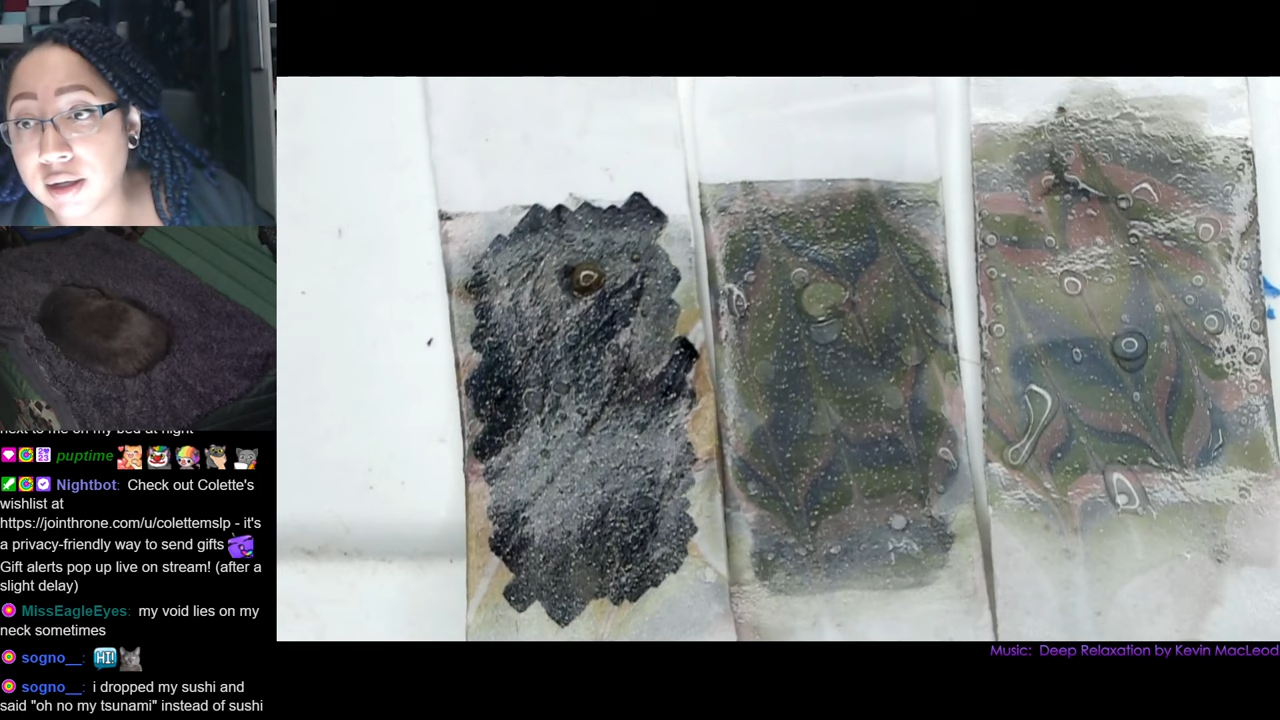 next to me on my bed at night
puptime
Nightbot: Check out Colette's
wishlist at
https://jointhrone.com/u/colettemslp - it's
a privacy-friendly way to send gifts
Gift alerts pop up live on stream! (after a
slight delay)
MissEagleEyes: my void lies on my
neck sometimes
sogno__: HI!
sogno__: i dropped my sushi and
said "oh no my tsunami" instead of sushi
Music: Deep Relaxation by Kevin MacLeod